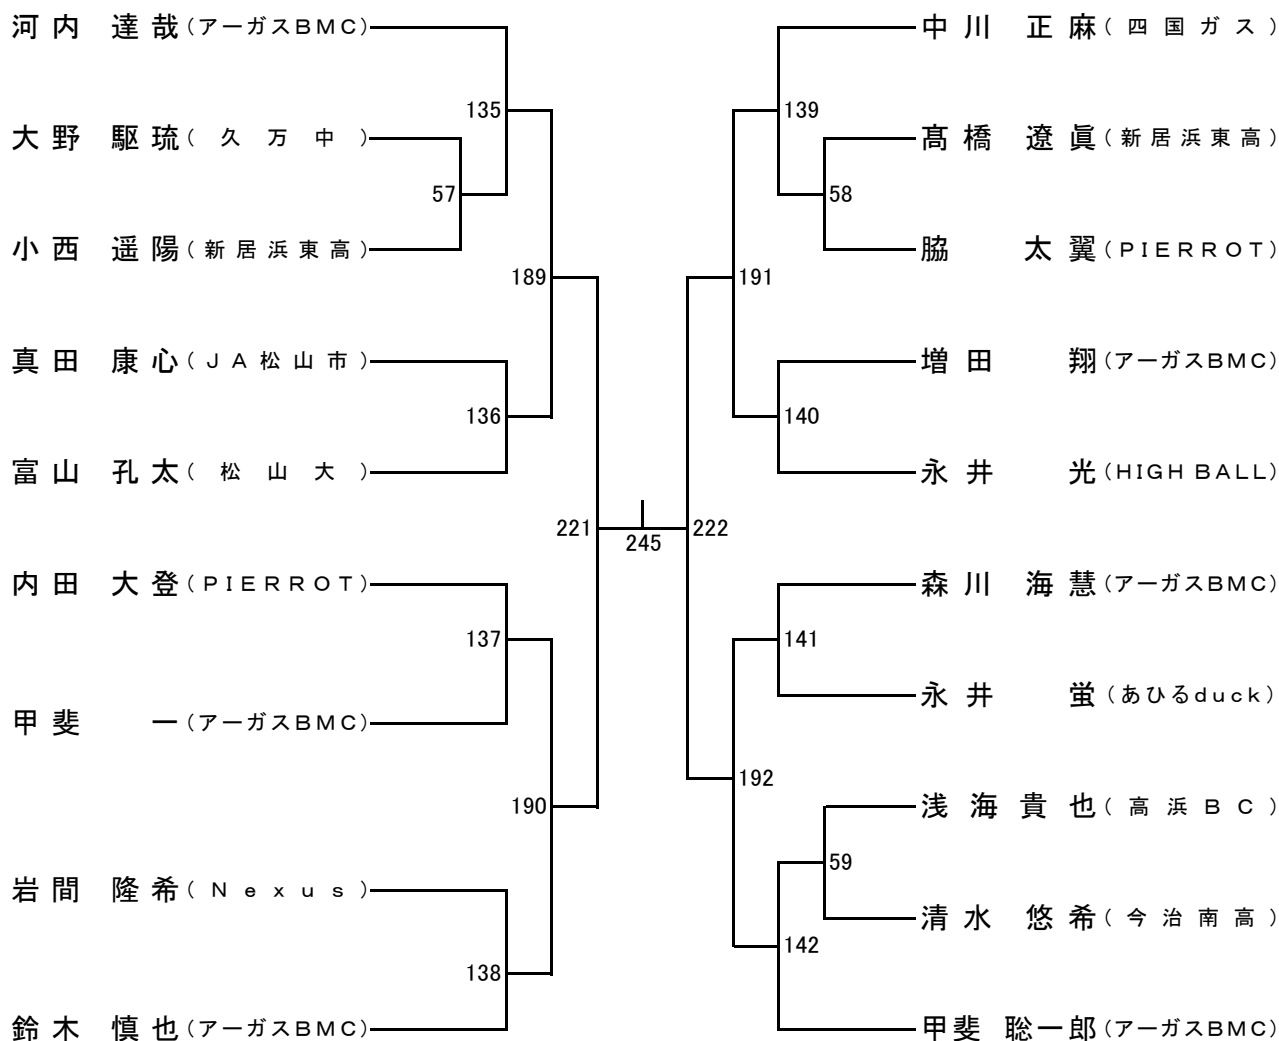 河内 達哉(アーガスBMC)
135
大野 駆琉(久万中)
57
小西 遥陽(新居浜東高)
189
真田 康心(JA松山市)
136
富山 孔太(松山大)
221
245
内田 大登(PIERROT)
137
甲斐 一(アーガスBMC)
190
岩間 隆希(Nexus)
138
鈴木 慎也(アーガスBMC)
中川 正麻(四国ガス)
139
髙橋 遼眞(新居浜東高)
58
脇 太翼(PIERROT)
191
増田 翔(アーガスBMC)
140
永井 光(HIGH BALL)
222
森川 海慧(アーガスBMC)
141
永井 蛍(あひるduck)
192
浅海 貴也(高浜BC)
59
清水 悠希(今治南高)
142
甲斐 聡一郎(アーガスBMC)